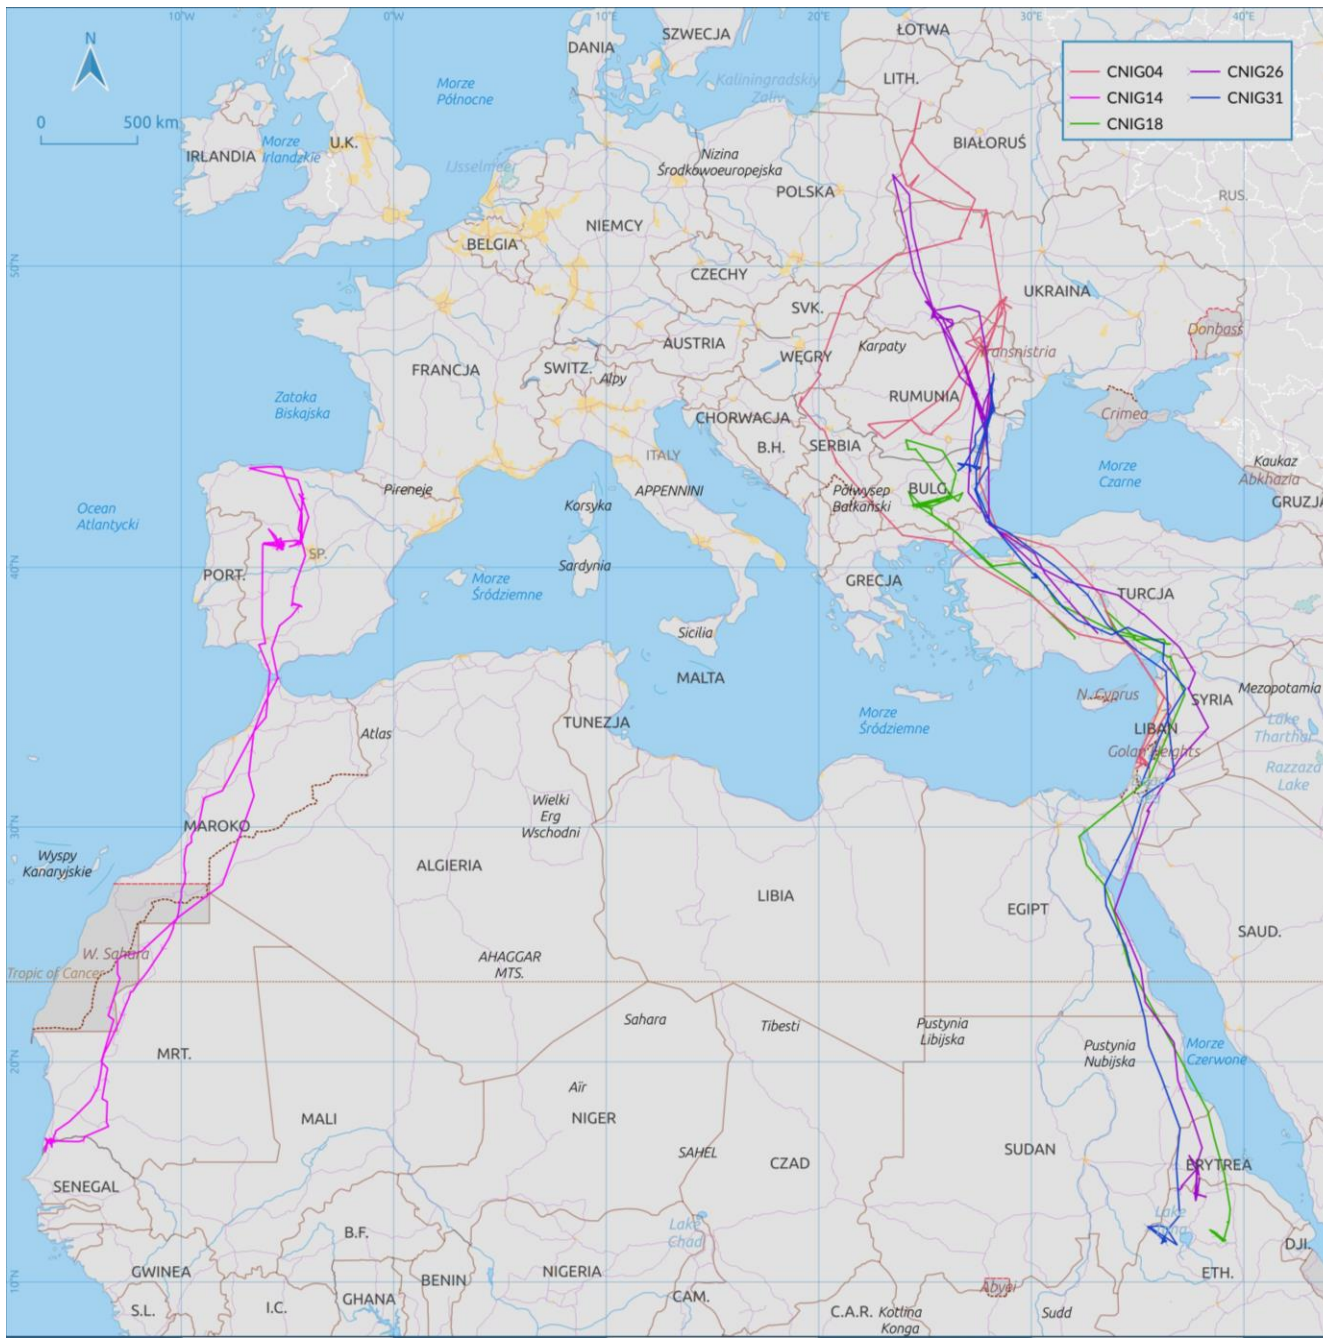 10°W
0°W
10°E
20°E
30°E
40°E
N
0
500 km
CNIG04
CNIG14
CNIG18
CNIG26
CNIG31
SZWECJA
ŁOTWA
DANIA
LITH.
Kaliningradskiy
Zaliv
Morze
Północne
BIAŁORUŚ
U.K.
Morze
Irlandzkie
IRLANDIA
IJsselmeer
Nizina
Środkowoeuropejska
POLSKA
RUS.
NIEMCY
BELGIA
50°N
CZECHY
UKRAINA
SVK.
Donbass
AUSTRIA
Karpaty
Transnistria
WĘGRY
FRANCJA
SWITZ.
Alpy
RUMUNIA
Zatoka
Biskajska
CHORWACJA
Crimea
B.H.
SERBIA
ITALY
Morze
Czarne
Kaukaz
Abkhazia
Pireneje
APPENNINI
Półwysep
Bałkański
BULG.
GRUZJA
Ocean
Atlantycki
Korsyka
SP.
PORT.
40°N
Sardynia
Morze
Śródziemne
GRECJA
TURCJA
Sicilia
MALTA
N. Cyprus
SYRIA
Mezopotamia
Morze
Śródziemne
TUNEZJA
LIBAN
Lake
Tharthar
Atlas
Golan Heights
Razzaza
Lake
Wielki
Erg
Wschodni
30°N
MAROKO
Wyspy
Kanaryjskie
ALGIERIA
LIBIA
EGIPT
SAUD.
W. Sahara
AHAGGAR
MTS.
Tropic of Cancer
Sahara
Tibesti
Pustynia
Libijska
Pustynia
Nubijska
Morze
Czerwone
MRT.
20°N
Aïr
NIGER
MALI
SAHEL
CZAD
SUDAN
ERYTREA
SENEGAL
Lake
Chad
Lake
B.F.
DJI.
GWINEA
BENIN
NIGERIA
ETH.
10°N
Abyei
S.L.
I.C.
GHANA
CAM.
C.A.R.
Kotlina
Konga
Sudd